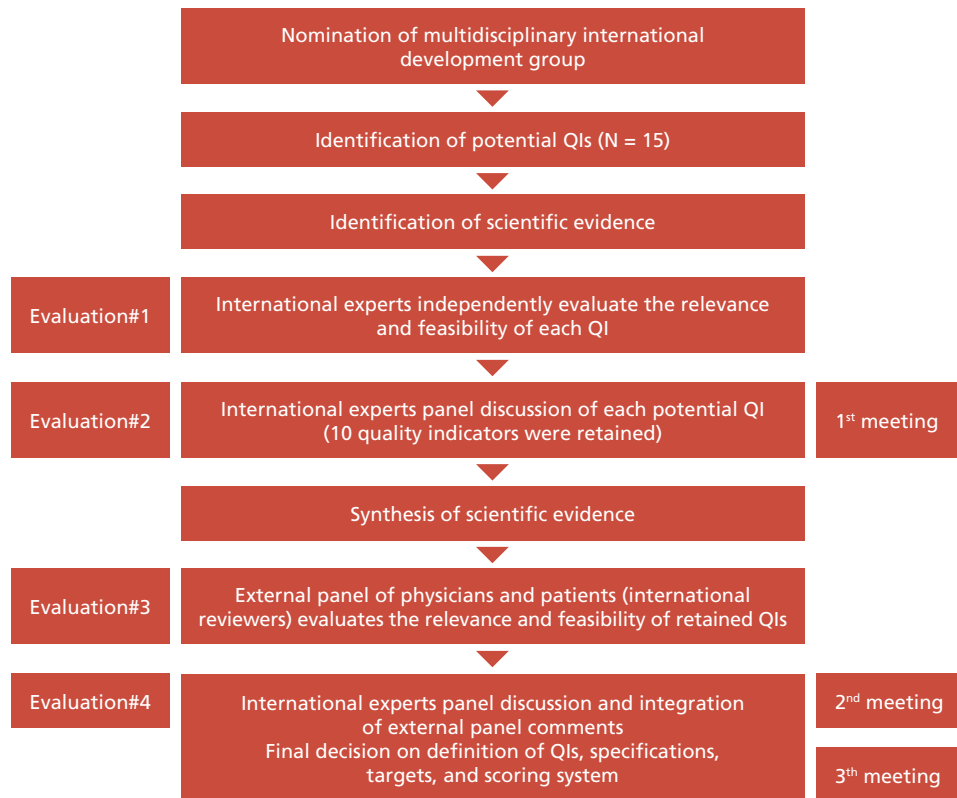 Nomination of multidisciplinary international
development group
Identification of potential QIs (N = 15)
Identification of scientific evidence
Evaluation#1
International experts independently evaluate the relevance
and feasibility of each QI
Evaluation#2
International experts panel discussion of each potential QI
(10 quality indicators were retained)
1st meeting
Synthesis of scientific evidence
Evaluation#3
External panel of physicians and patients (international
reviewers) evaluates the relevance and feasibility of retained QIs
Evaluation#4
International experts panel discussion and integration
of external panel comments
Final decision on definition of QIs, specifications,
targets, and scoring system
2nd meeting
3th meeting